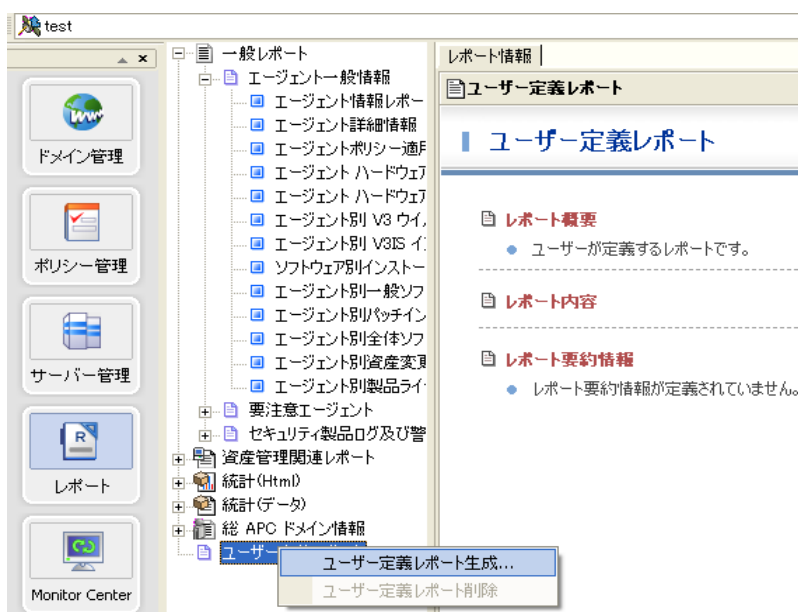 test
ドメイン管理
ポリシー管理
サーバー管理
レポート
Monitor Center
一般レポート
エージェント一般情報
エージェント情報レポー
エージェント詳細情報
エージェントポリシー適用
エージェント ハードウェア
エージェント ハードウェア
エージェント別 V3 ウイ
エージェント別 V3IS イ
ソフトウェア別インストー
エージェント別一般ソフ
エージェント別パッチイン
エージェント別全体ソフ
エージェント別資産変更
エージェント別製品ライ
要注意エージェント
セキュリティ製品ログ及び警
資産管理関連レポート
統計(Html)
統計(データ)
総 APC ドメイン情報
ユーザー
ユーザー定義レポート生成...
ユーザー定義レポート削除
レポート情報
ユーザー定義レポート
ユーザー定義レポート
レポート概要
ユーザーが定義するレポートです。
レポート内容
レポート要約情報
レポート要約情報が定義されていません。